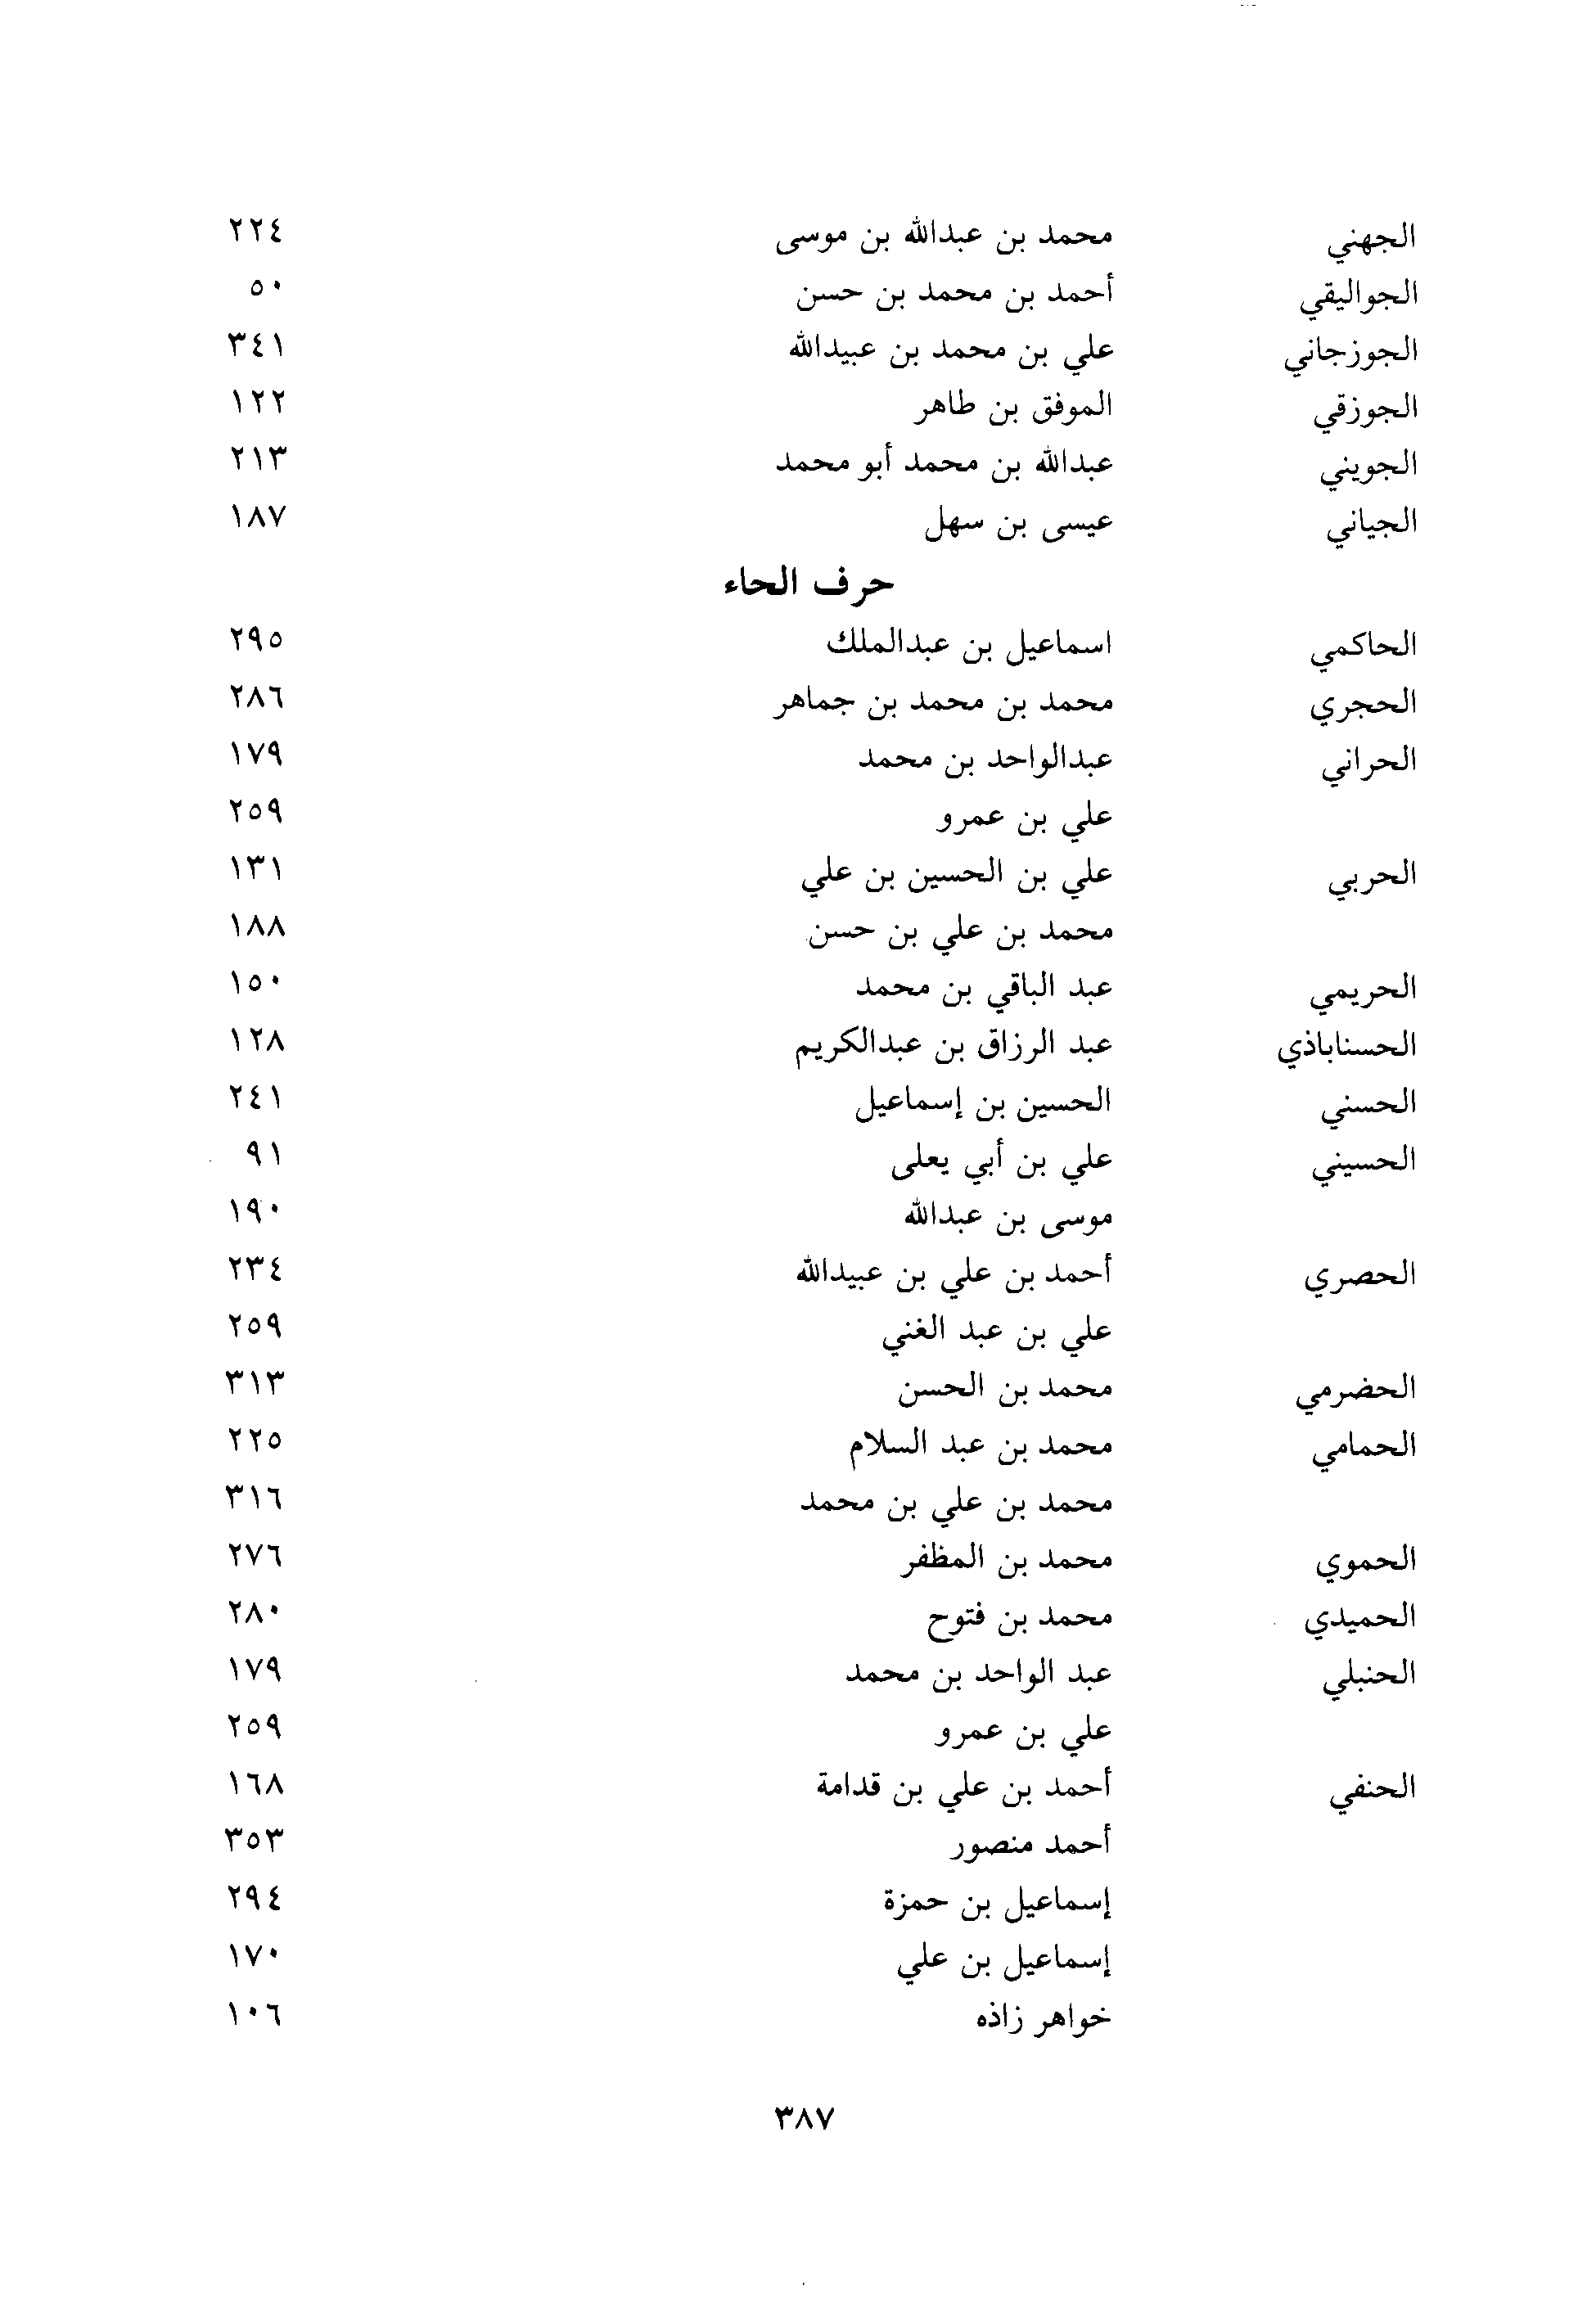 الجهني محمد بن عبدالله بن موسى ٢٢٤
الجواليقي أحمد بن محمد بن حسن ٥٠
الجوزجاني علي بن محمد بن عبيدالله ٣٤١
الجوزقي الموفق بن طاهر ١٢٢
الجويني عبدالله بن محمد أبو محمد ٢١٣
الجياني عيسى بن سهل ١٨٧
حرف الحاء
الحاكمي اسماعيل بن عبدالملك ٢٩٥
الحجري محمد بن محمد بن جماهر ٢٨٦
الحراني عبدالواحد بن محمد ١٧٩
علي بن عمرو ٢٥٩
الحربي علي بن الحسين بن علي ١٣١
محمد بن علي بن حسن ١٨٨
الحريمي عبد الباقي بن محمد ١٥٠
الحسناباذي عبد الرزاق بن عبدالكريم ١٢٨
الحسني الحسين بن إسماعيل ٢٤١
الحسيني علي بن أبي يعلى ٩١
موسى بن عبدالله ١٩٠
الحصري أحمد بن علي بن عبيدالله ٢٣٤
علي بن عبد الغني ٢٥٩
الحضرمي محمد بن الحسن ٣١٣
الحمامي محمد بن عبد السلام ٢٢٥
محمد بن علي بن محمد ٣١٦
الحموي محمد بن المظفر ٢٧٦
الحميدي محمد بن فتوح ٢٨٠
الحنبلي عبد الواحد بن محمد ١٧٩
علي بن عمرو ٢٥٩
الحنفي أحمد بن علي بن قدامة ١٦٨
أحمد منصور ٣٥٣
إسماعيل بن حمزة ٢٩٤
إسماعيل بن علي ١٧٠
خواهر زاذه ١٠٦
٣٨٧